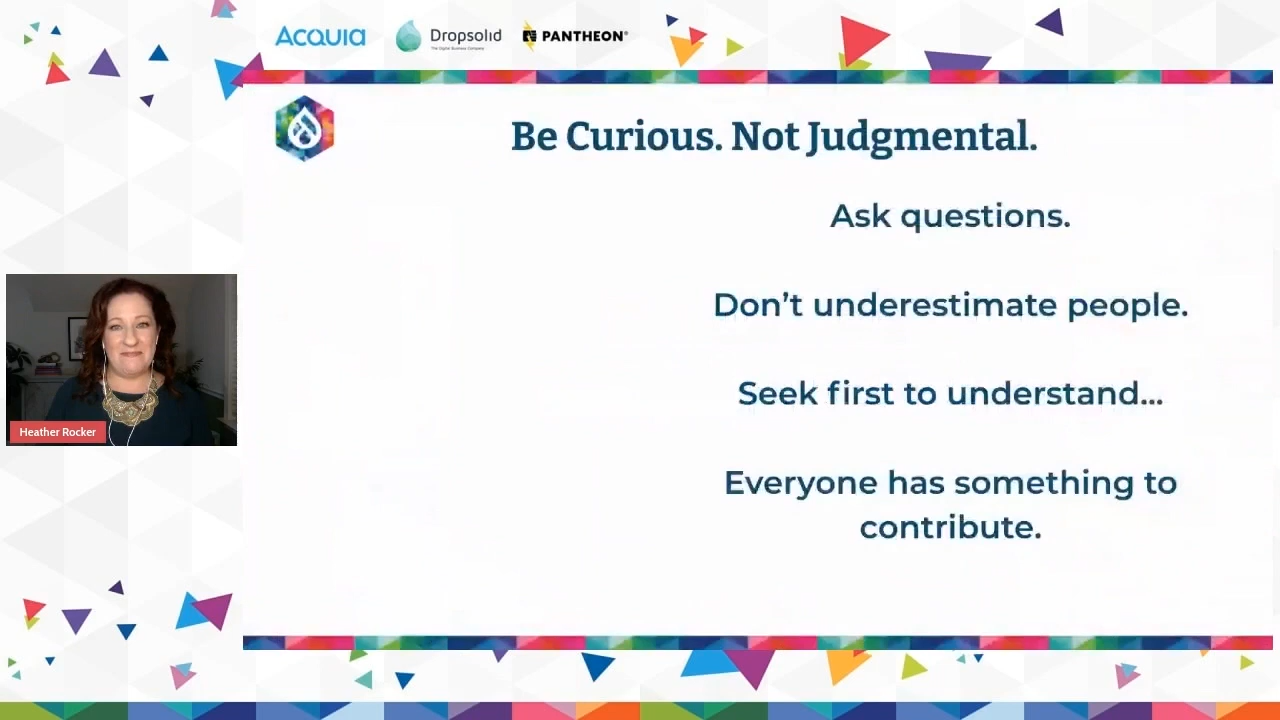 Acquia
Dropsolid
The Digital Business Company
PANTHEON
Be Curious. Not Judgmental.
Ask questions.
Don’t underestimate people.
Seek first to understand...
Everyone has something to
contribute.
Heather Rocker